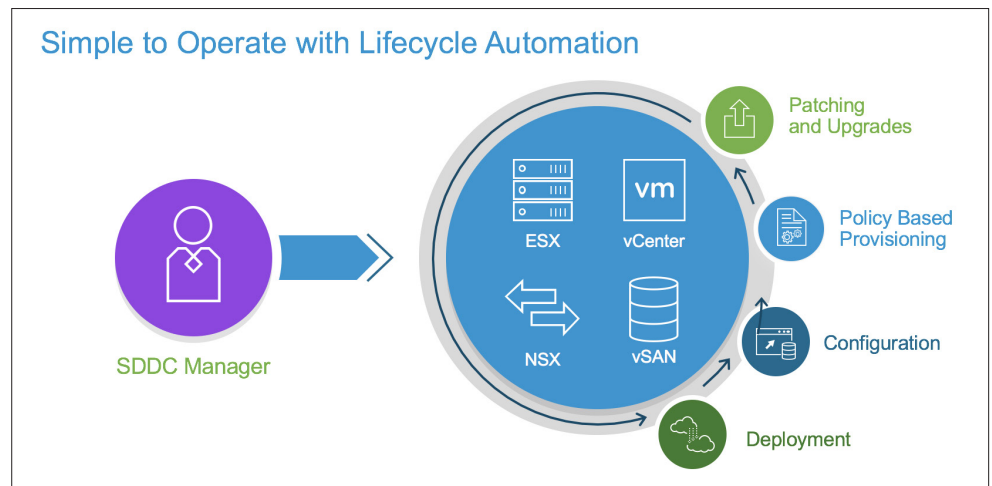 Simple to Operate with Lifecycle Automation
Patching
and Upgrades
vm
ESX
vCenter
Policy Based
Provisioning
NSX
vSAN
Configuration
SDDC Manager
Deployment